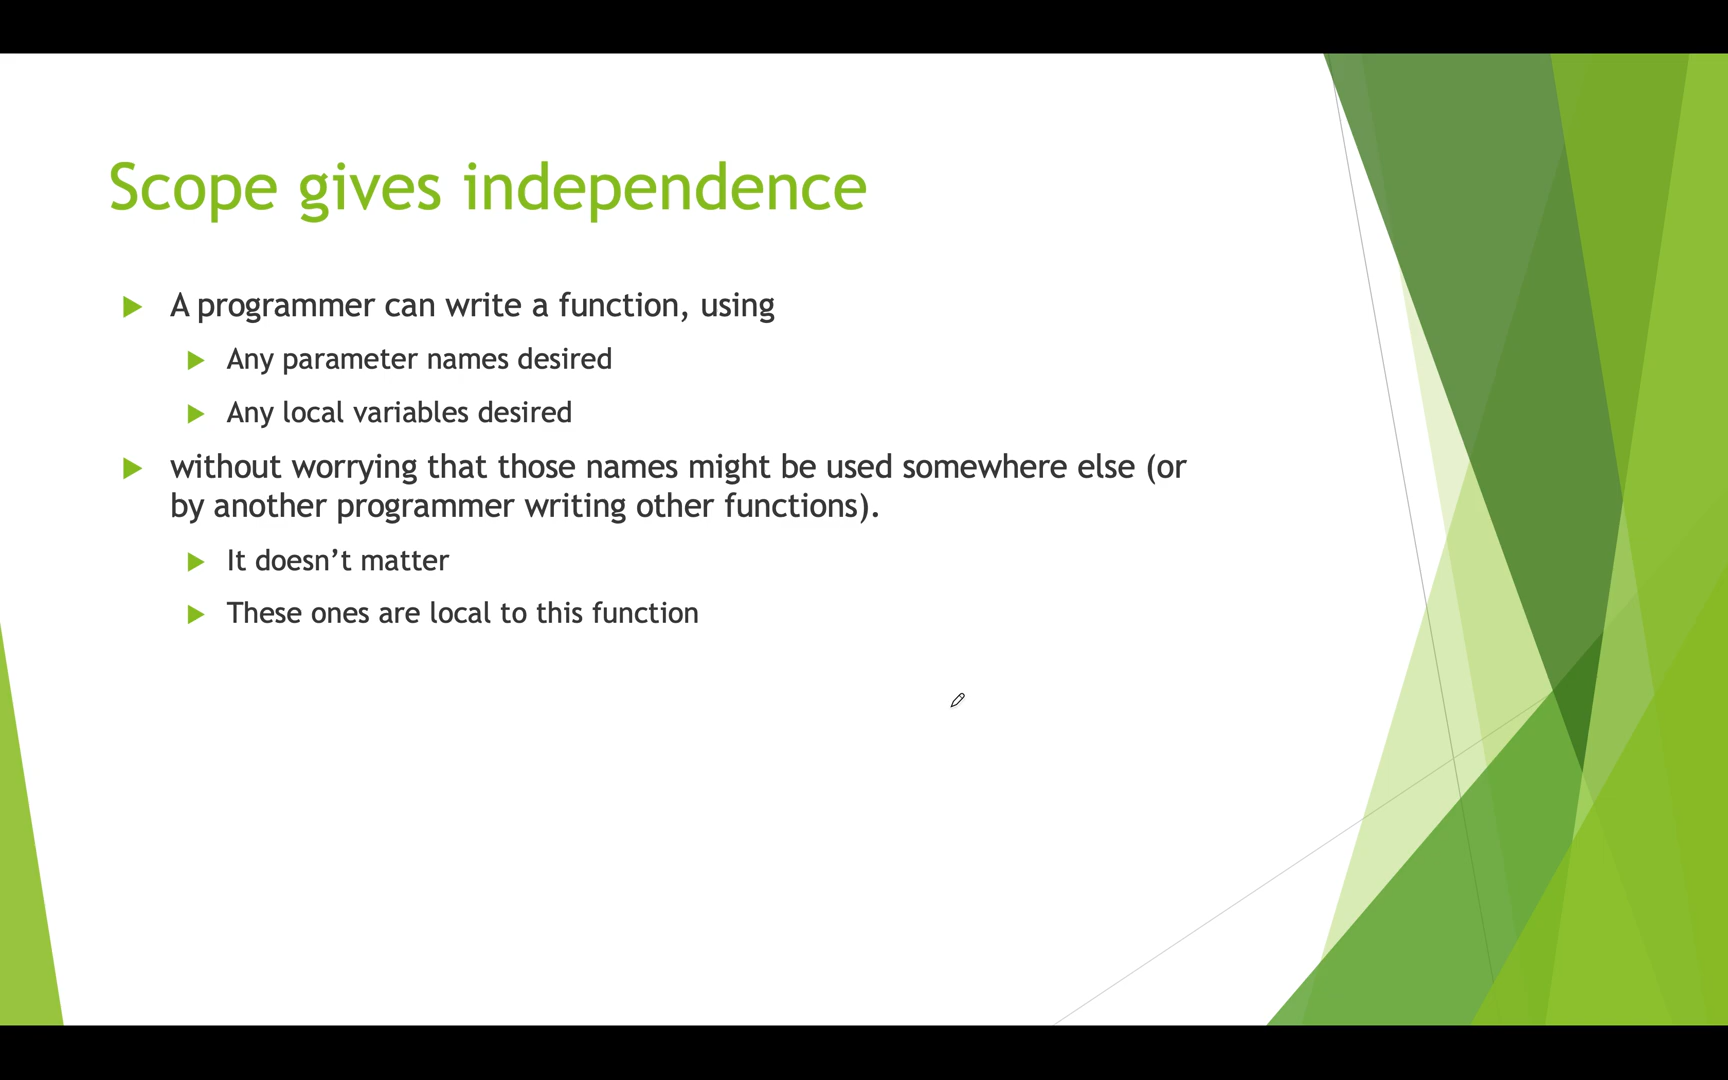 Scope gives independence
A programmer can write a function, using
Any parameter names desired
Any local variables desired
without worrying that those names might be used somewhere else (or
by another programmer writing other functions).
It doesn’t matter
These ones are local to this function